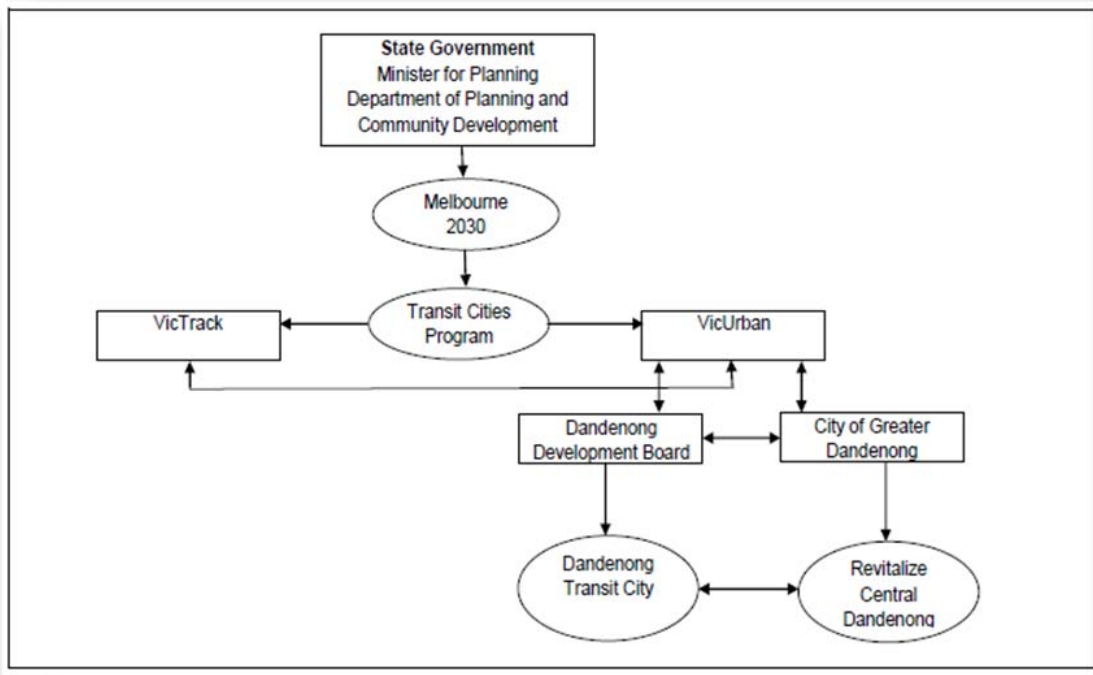 State Government
Minister for Planning
Department of Planning and
Community Development
Melbourne
2030
Transit Cities
Program
VicTrack
VicUrban
Dandenong
Development Board
City of Greater
Dandenong
Dandenong
Transit City
Revitalize
Central
Dandenong